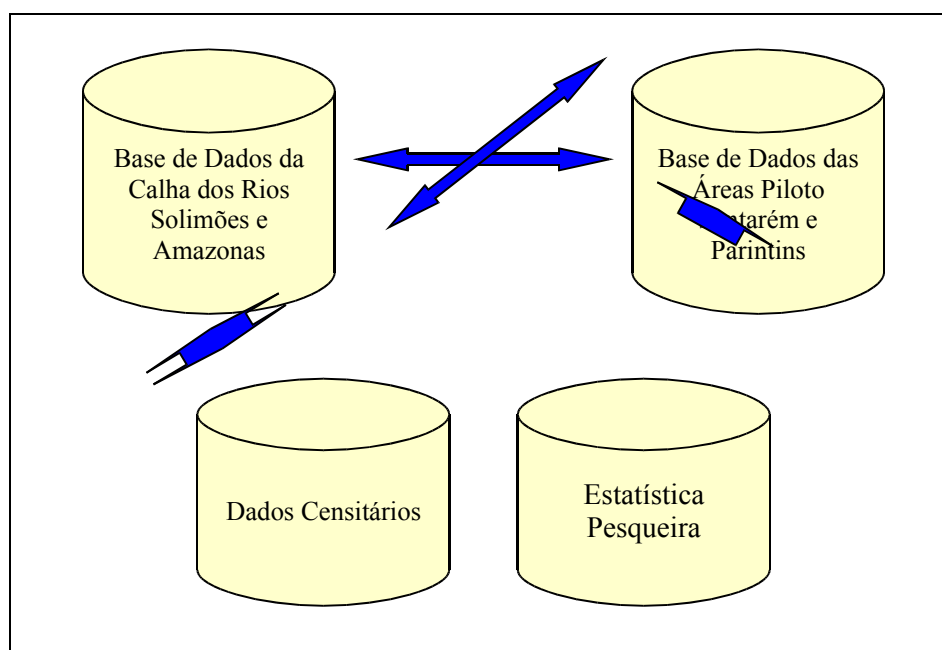 Base de Dados da
Calha dos Rios
Solimões e
Amazonas
Base de Dados das
Áreas Piloto
e
Parintins
Dados Censitários
Estatística
Pesqueira